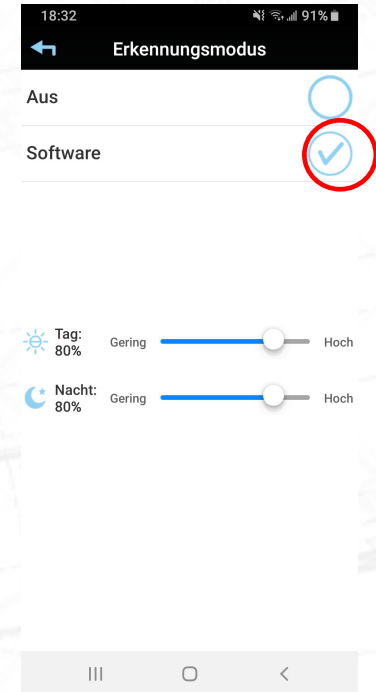 18:32 91%
Erkennungsmodus
Aus
Software
Tag:
80% Gering Hoch
Nacht:
80% Gering Hoch